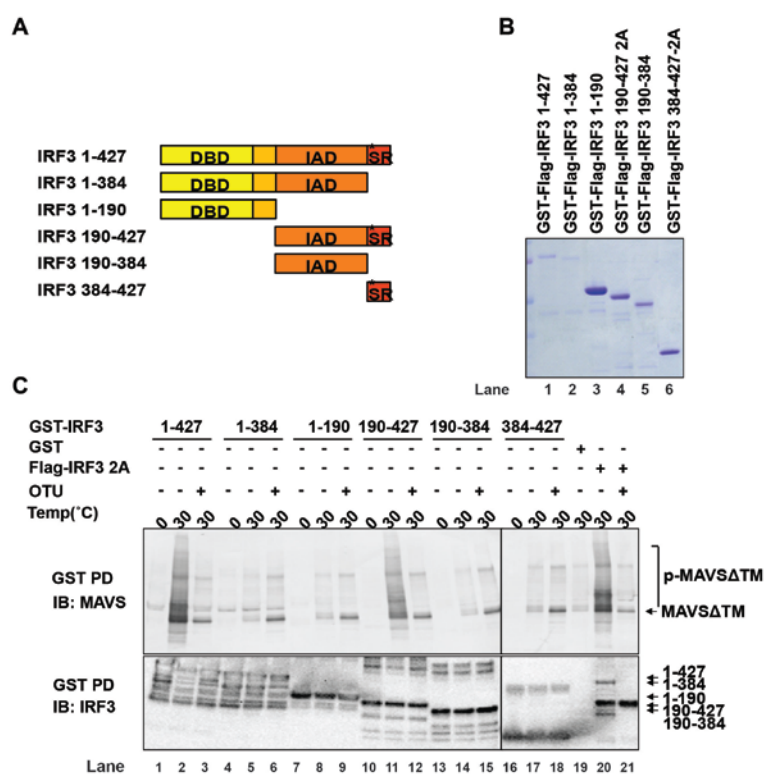 A
IRF3 1-427 DBD IAD SR
IRF3 1-384 DBD IAD
IRF3 1-190 DBD
IRF3 190-427 IAD SR
IRF3 190-384 IAD
IRF3 384-427 SR
B
GST-Flag-IRF3 1-427
GST-Flag-IRF3 1-384
GST-Flag-IRF3 1-190
GST-Flag-IRF3 190-427 2A
GST-Flag-IRF3 190-384
GST-Flag-IRF3 384-427-2A
Lane 1 2 3 4 5 6
C
GST-IRF3 1-427 1-384 1-190 190-427 190-384 384-427
GST - - - - - - - - - - - - - - - - - - + - -
Flag-IRF3 2A - - - - - - - - - - - - - - - - - - - + +
OTU - - + - - + - - + - - + - - + - - + - - +
Temp(°C) 0 30 30 0 30 30 0 30 30 0 30 30 0 30 30 0 30 30 30 30 30
GST PD
IB: MAVS
p-MAVSΔTM
MAVSΔTM
GST PD
IB: IRF3
1-427
1-384
1-190
190-427
190-384
Lane 1 2 3 4 5 6 7 8 9 10 11 12 13 14 15 16 17 18 19 20 21